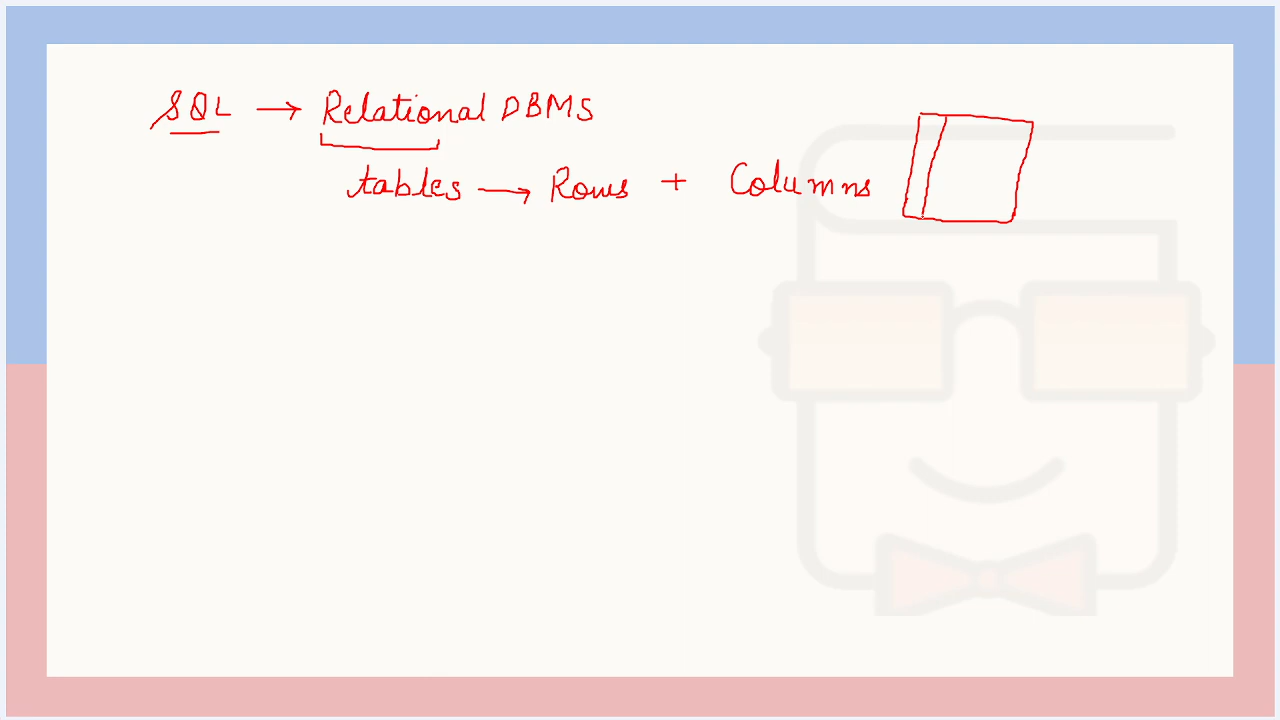 SQL → Relational DBMS
tables → Rows + Columns